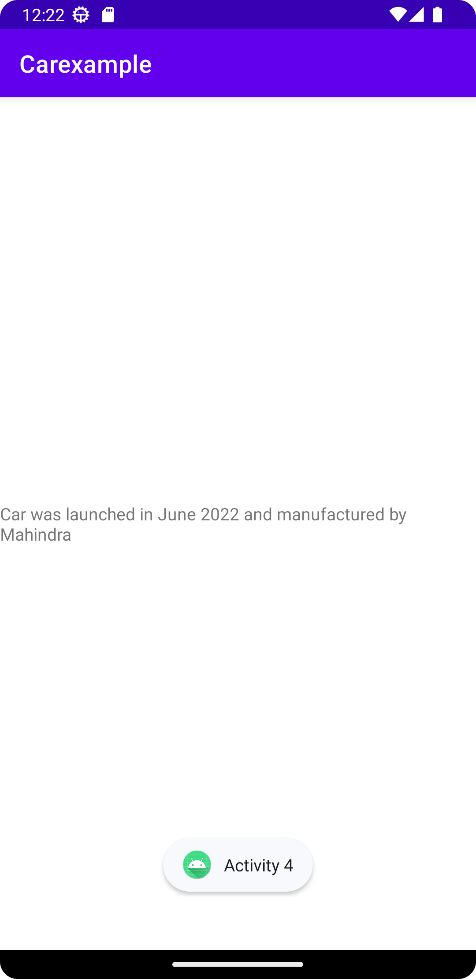 12:22
Carexample
Car was launched in June 2022 and manufactured by
Mahindra
Activity 4